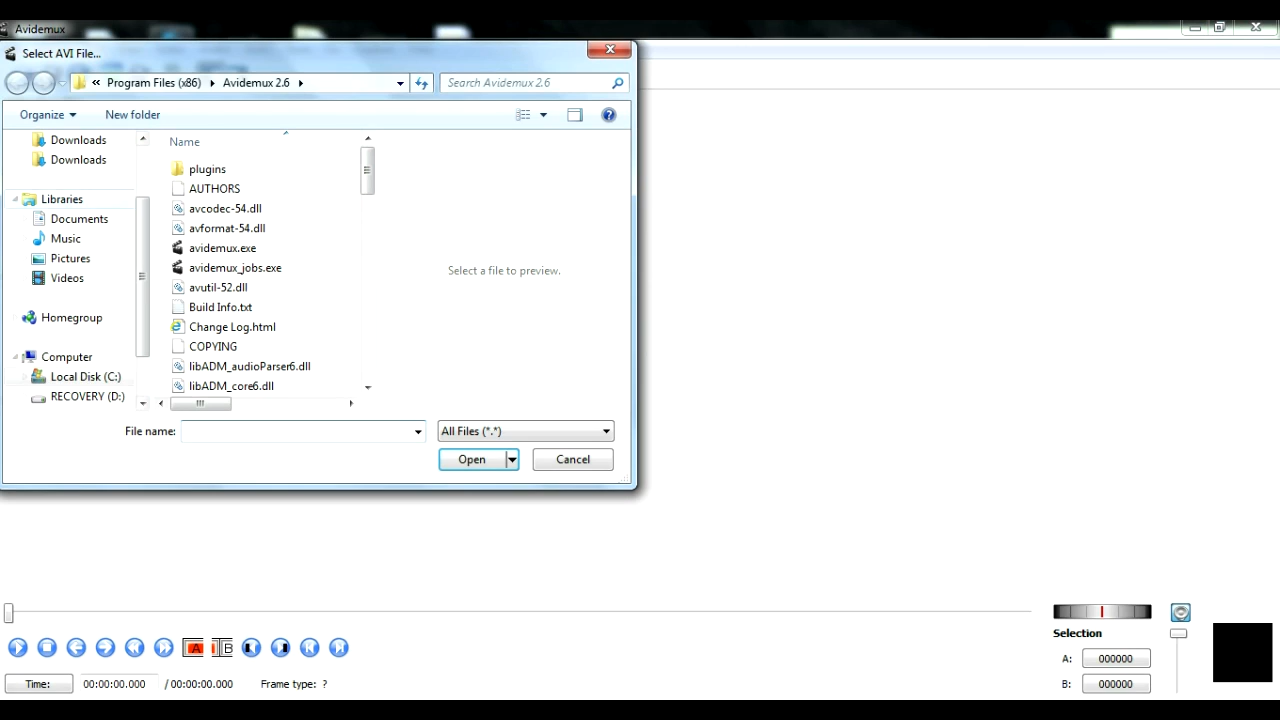 Avidemux
Select AVI File...
« Program Files (x86) Avidemux 2.6
Search Avidemux 2.6
Organize New folder
Downloads
Downloads
Libraries
Documents
Music
Pictures
Videos
Homegroup
Computer
Local Disk (C:)
RECOVERY (D:)
Name
plugins
AUTHORS
avcodec-54.dll
avformat-54.dll
avidemux.exe
avidemux_jobs.exe
avutil-52.dll
Build Info.txt
Change Log.html
COPYING
libADM_audioParser6.dll
libADM_core6.dll
Select a file to preview.
File name:
All Files (*.*)
Open Cancel
A B
Selection
A: 000000
B: 000000
Time: 00:00:00.000 / 00:00:00.000 Frame type: ?